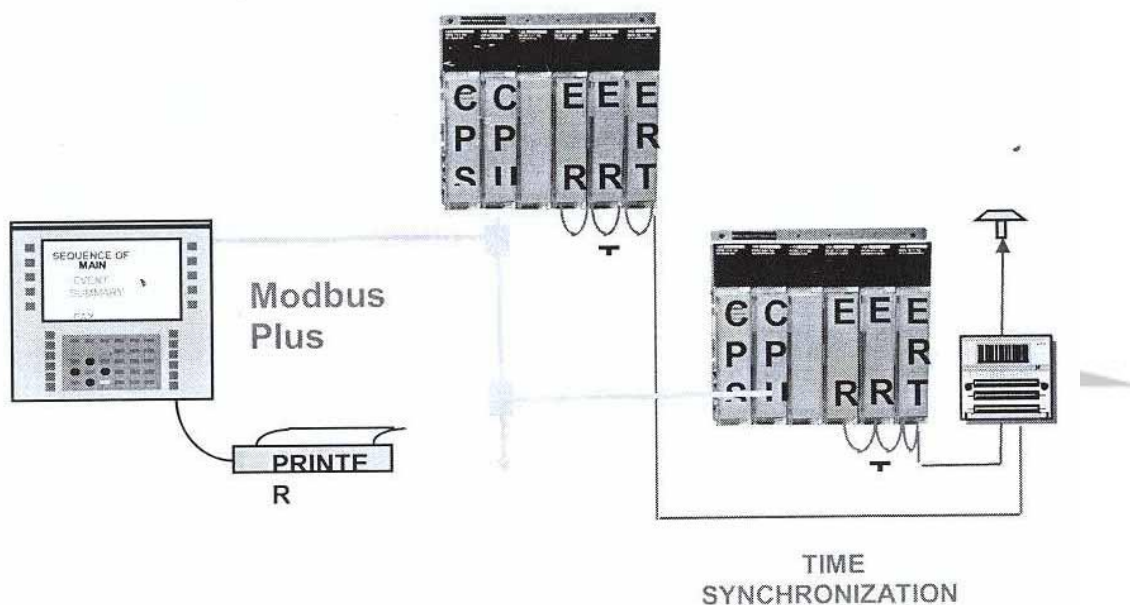 C C E E E
P P R
S U R R T
SEQUENCE OF
MAIN
EVENT
SUMMARY
Modbus
Plus
C C E E E
P P R
S U R R T
PRINTE
R
TIME
SYNCHRONIZATION